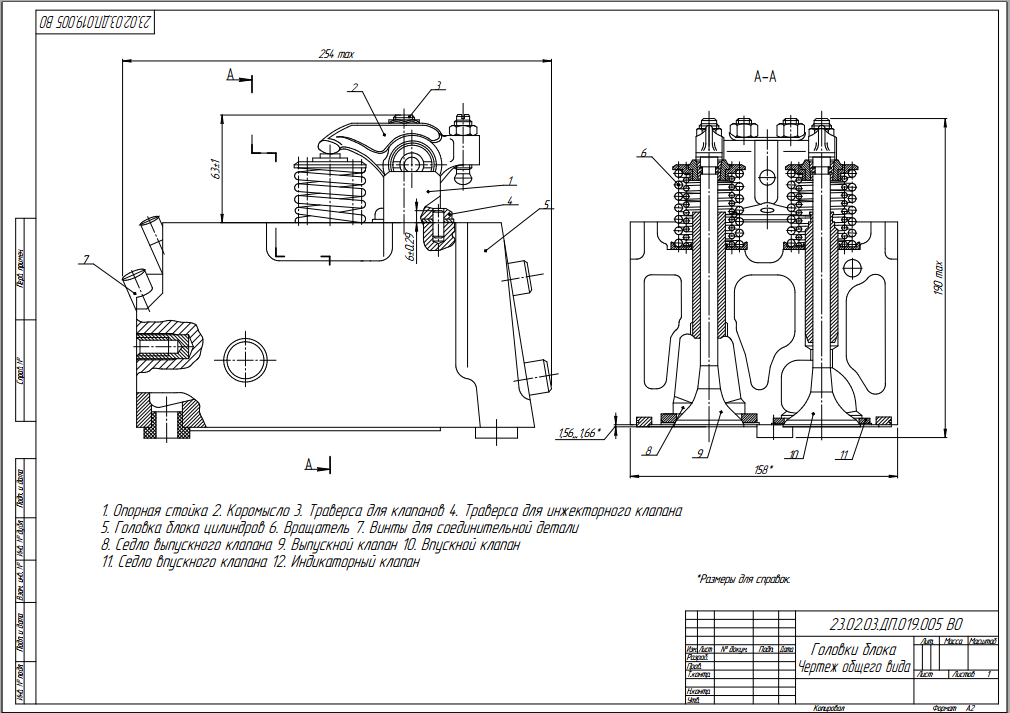 23.02.03.ДП.019.005 ВО
254 max
А
А-А
2
3
63±1
6
1
4
5
6±0,29
7
190 max
1,56...1,66*
8
9
10
11
158*
А
1. Опорная стойка 2. Коромысло 3. Траверса для клапанов 4. Траверса для инжекторного клапана
5. Головка блока цилиндров 6. Вращатель 7. Винты для соединительной детали
8. Седло выпускного клапана 9. Выпускной клапан 10. Впускной клапан
11. Седло впускного клапана 12. Индикаторный клапан
*Размеры для справок.
Перв. примен.
Справ. №
Подп. и дата
Инв. № дубл.
Взам. инв. №
Подп. и дата
Инв. № подл.
23.02.03.ДП.019.005 ВО
Изм. Лист № докум. Подп. Дата
Разраб.
Пров.
Т.контр.
Н.контр.
Утв.
Головки блока
Чертеж общего вида
Лит. Масса Масштаб
Лист Листов 1
Копировал Формат А2